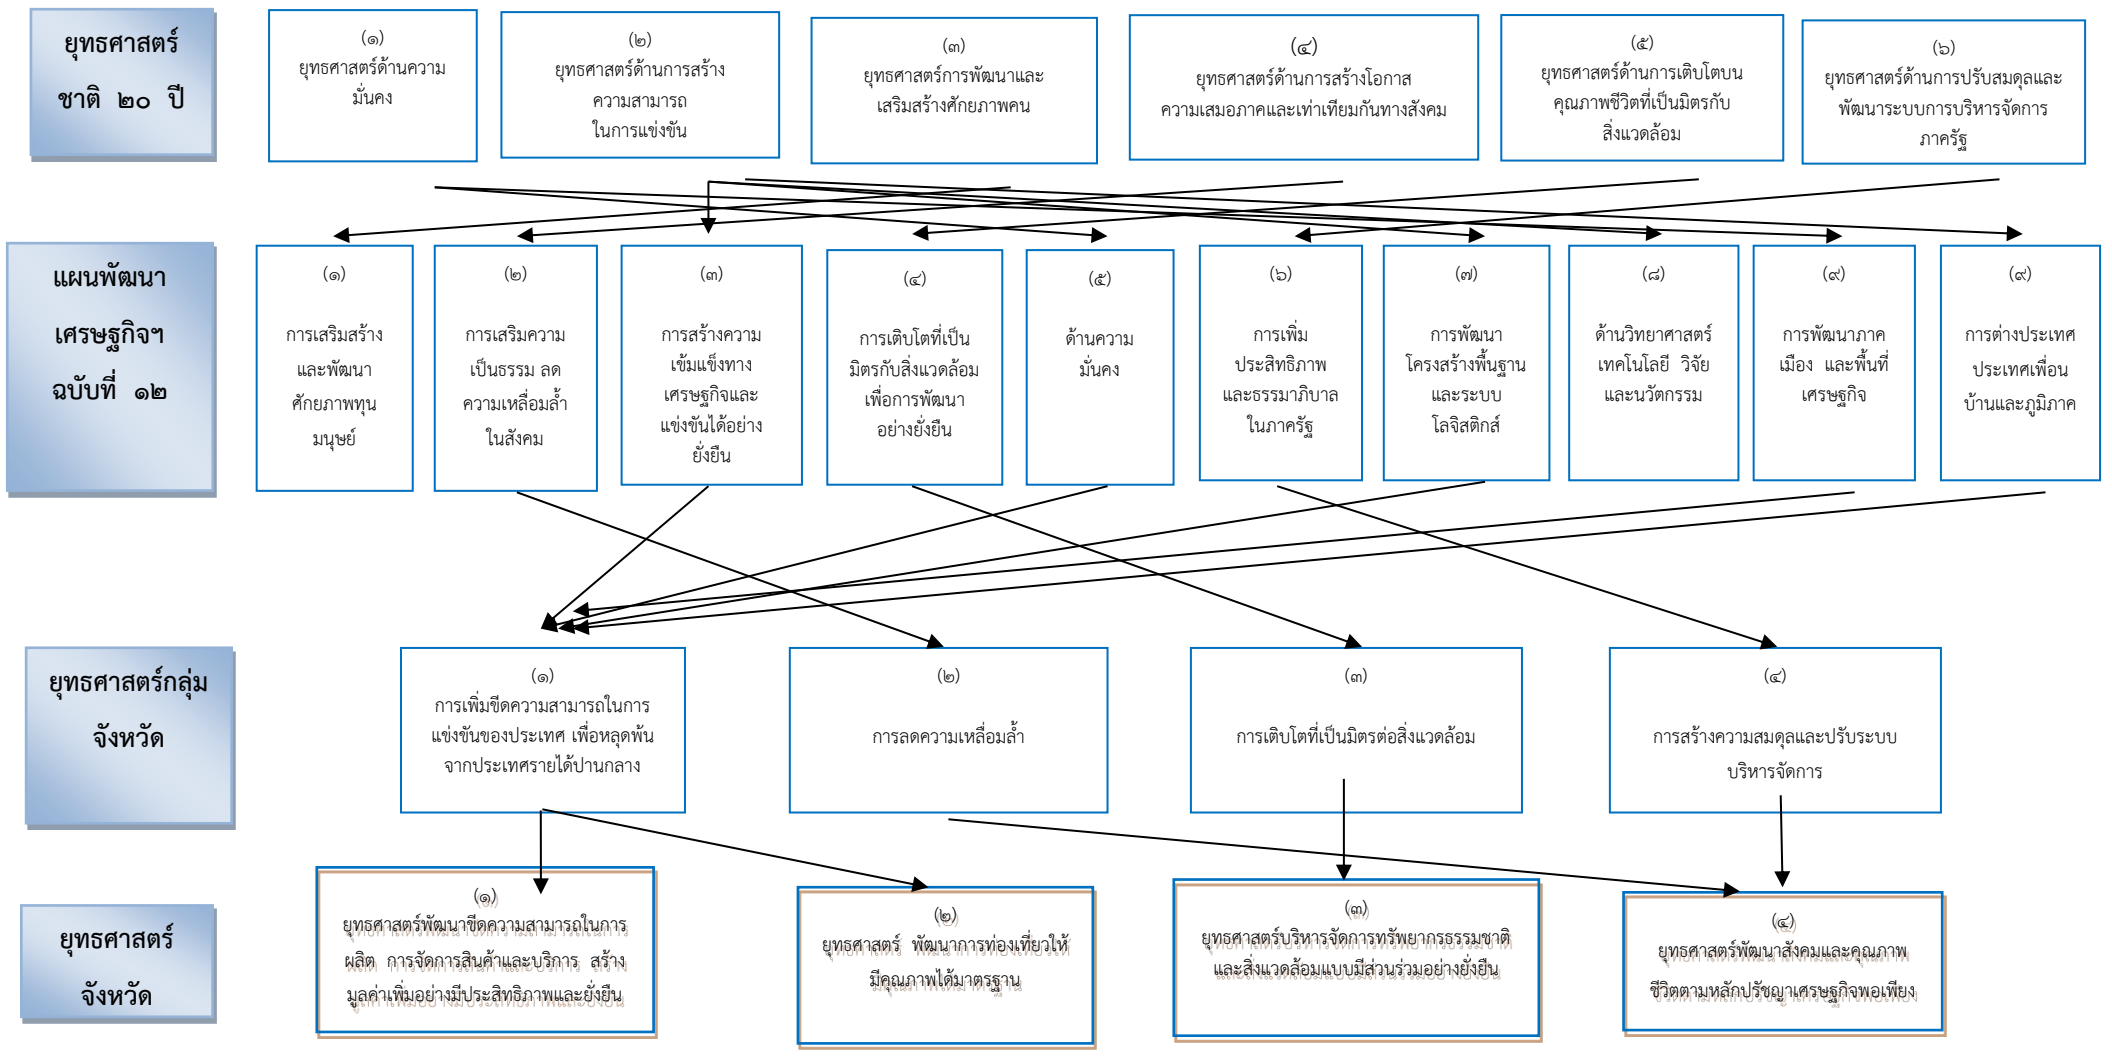 ยุทธศาสตร์
ชาติ ๒๐ ปี
(๑)
ยุทธศาสตร์ด้านความ
มั่นคง
(๒)
ยุทธศาสตร์ด้านการสร้าง
ความสามารถ
ในการแข่งขัน
(๓)
ยุทธศาสตร์การพัฒนาและ
เสริมสร้างศักยภาพคน
(๔)
ยุทธศาสตร์ด้านการสร้างโอกาส
ความเสมอภาคและเท่าเทียมกันทางสังคม
(๕)
ยุทธศาสตร์ด้านการเติบโตบน
คุณภาพชีวิตที่เป็นมิตรกับ
สิ่งแวดล้อม
(๖)
ยุทธศาสตร์ด้านการปรับสมดุลและ
พัฒนาระบบการบริหารจัดการ
ภาครัฐ
แผนพัฒนา
เศรษฐกิจฯ
ฉบับที่ ๑๒
(๑)
การเสริมสร้าง
และพัฒนา
ศักยภาพทุน
มนุษย์
(๒)
การเสริมความ
เป็นธรรม ลด
ความเหลื่อมล้ำ
ในสังคม
(๓)
การสร้างความ
เข้มแข็งทาง
เศรษฐกิจและ
แข่งขันได้อย่าง
ยั่งยืน
(๔)
การเติบโตที่เป็น
มิตรกับสิ่งแวดล้อม
เพื่อการพัฒนา
อย่างยั่งยืน
(๕)
ด้านความ
มั่นคง
(๖)
การเพิ่ม
ประสิทธิภาพ
และธรรมาภิบาล
ในภาครัฐ
(๗)
การพัฒนา
โครงสร้างพื้นฐาน
และระบบ
โลจิสติกส์
(๘)
ด้านวิทยาศาสตร์
เทคโนโลยี วิจัย
และนวัตกรรม
(๙)
การพัฒนาภาค
เมือง และพื้นที่
เศรษฐกิจ
(๙)
การต่างประเทศ
ประเทศเพื่อน
บ้านและภูมิภาค
ยุทธศาสตร์กลุ่ม
จังหวัด
(๑)
การเพิ่มขีดความสามารถในการ
แข่งขันของประเทศ เพื่อหลุดพ้น
จากประเทศรายได้ปานกลาง
(๒)
การลดความเหลื่อมล้ำ
(๓)
การเติบโตที่เป็นมิตรต่อสิ่งแวดล้อม
(๔)
การสร้างความสมดุลและปรับระบบ
บริหารจัดการ
ยุทธศาสตร์
จังหวัด
(๑)
ยุทธศาสตร์พัฒนาขีดความสามารถในการ
ผลิต การจัดการสินค้าและบริการ สร้าง
มูลค่าเพิ่มอย่างมีประสิทธิภาพและยั่งยืน
(๒)
ยุทธศาสตร์ พัฒนาการท่องเที่ยวให้
มีคุณภาพได้มาตรฐาน
(๓)
ยุทธศาสตร์บริหารจัดการทรัพยากรธรรมชาติ
และสิ่งแวดล้อมแบบมีส่วนร่วมอย่างยั่งยืน
(๔)
ยุทธศาสตร์พัฒนาสังคมและคุณภาพ
ชีวิตตามหลักปรัชญาเศรษฐกิจพอเพียง